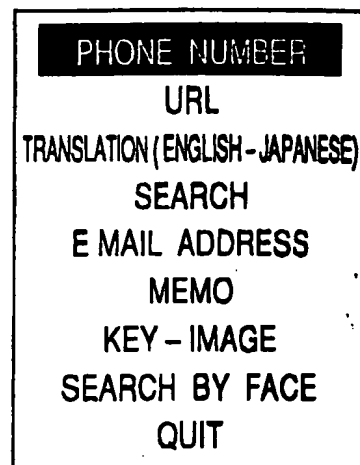 PHONE NUMBER
URL
TRANSLATION (ENGLISH-JAPANESE)
SEARCH
E MAIL ADDRESS
MEMO
KEY-IMAGE
SEARCH BY FACE
QUIT